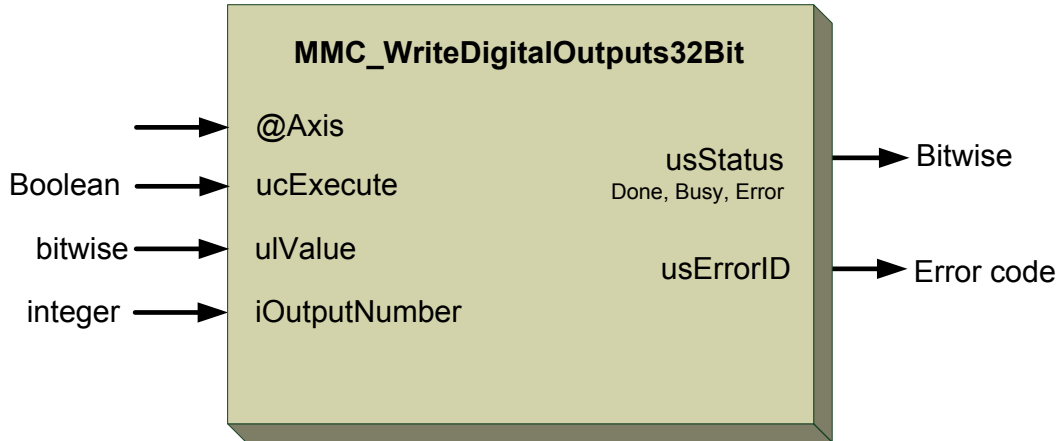 MMC_WriteDigitalOutputs32Bit
@Axis
Boolean
ucExecute
bitwise
ulValue
integer
iOutputNumber
usStatus
Done, Busy, Error
Bitwise
usErrorID
Error code